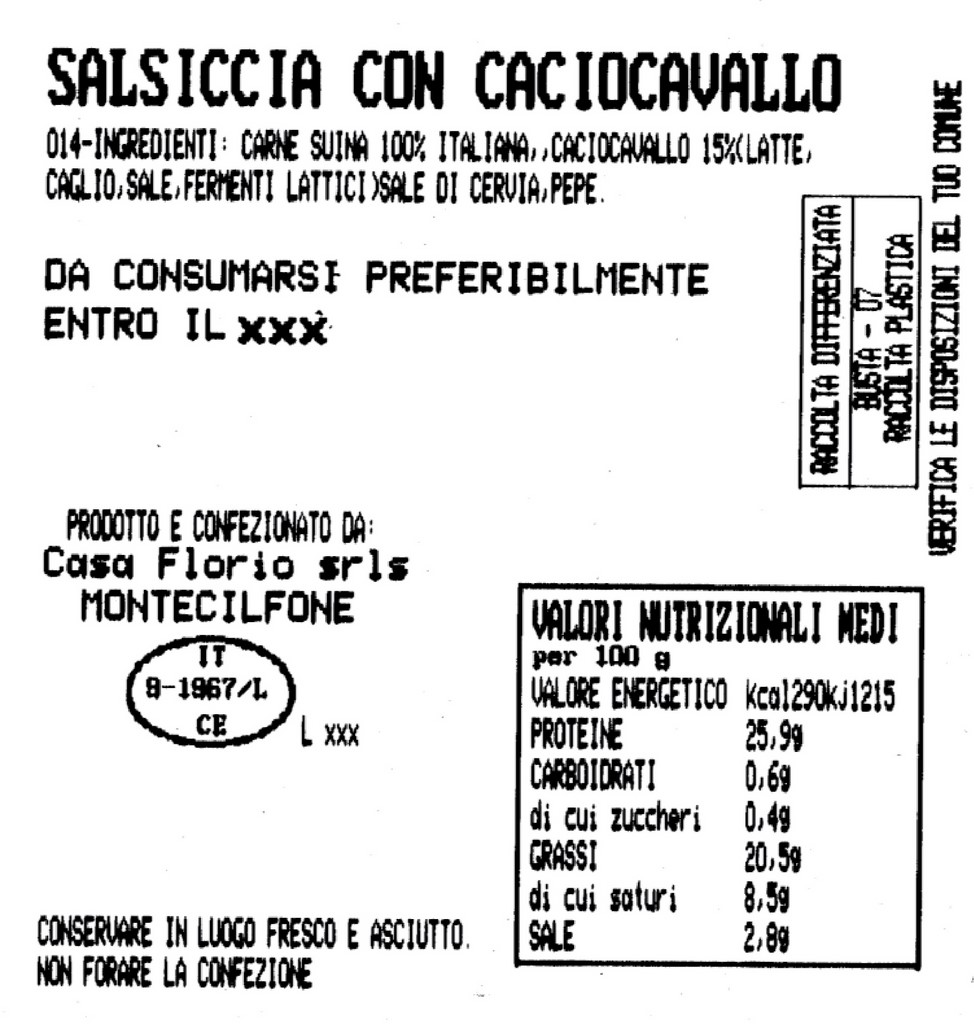 SALSICCIA CON CACIOCAVALLO
014-INGREDIENTI: CARNE SUINA 100% ITALIANA,,CACIOCAVALLO 15%(LATTE,
CAGLIO,SALE,FERMENTI LATTICI)SALE DI CERVIA,PEPE.
DA CONSUMARSI PREFERIBILMENTE
ENTRO IL xxx
RACCOLTA DIFFERENZIATA
BUSTA - 07
RACCOLTA PLASTICA
VERIFICA LE DISPOSIZIONI DEL TUO COMUNE
PRODOTTO E CONFEZIONATO DA:
Casa Florio srls
MONTECILFONE
IT
9-1967/L
CE
L xxx
VALORI NUTRIZIONALI MEDI
per 100 g
VALORE ENERGETICO kcal290kj1215
PROTEINE 25,9g
CARBOIDRATI 0,6g
di cui zuccheri 0,4g
GRASSI 20,5g
di cui saturi 8,5g
SALE 2,8g
CONSERVARE IN LUOGO FRESCO E ASCIUTTO.
NON FORARE LA CONFEZIONE